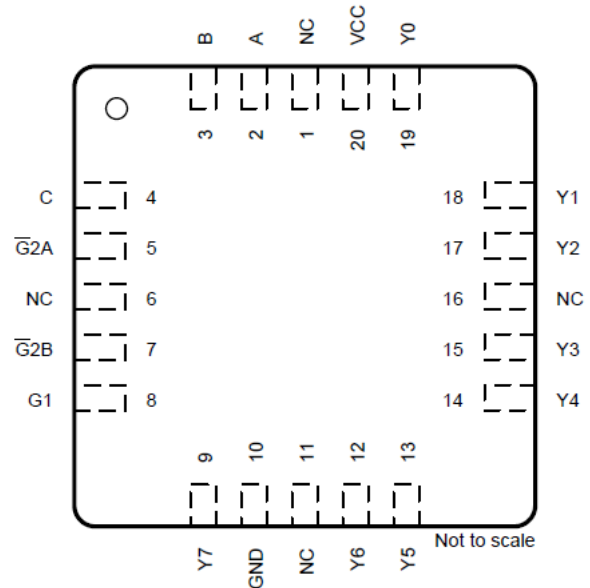 B A NC VCC Y0
3 2 1 20 19
C 4 18 Y1
G̅2A 5 17 Y2
NC 6 16 NC
G̅2B 7 15 Y3
G1 8 14 Y4
9 10 11 12 13
Not to scale
Y7 GND NC Y6 Y5